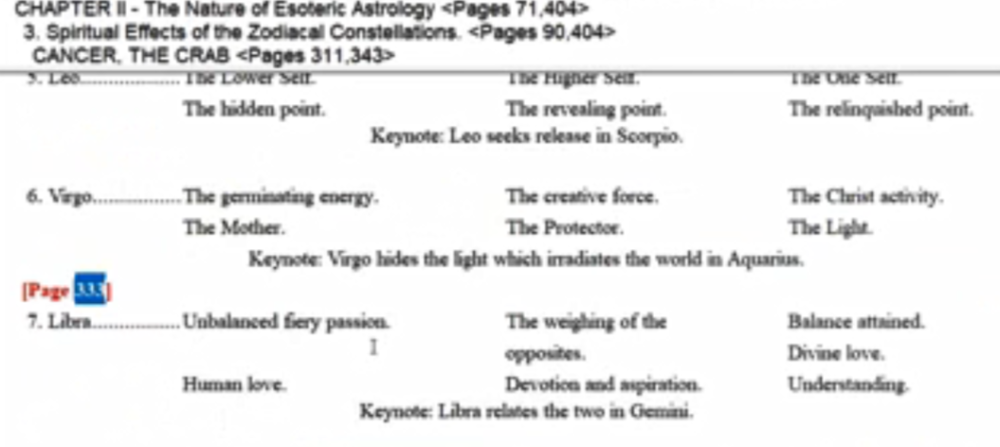 CHAPTER II - The Nature of Esoteric Astrology <Pages 71,404>
3. Spiritual Effects of the Zodiacal Constellations. <Pages 90,404>
CANCER, THE CRAB <Pages 311,343>
5. Leo.................. The Lower Self. The Higher Self. The One Self.
The hidden point. The revealing point. The relinquished point.
Keynote: Leo seeks release in Scorpio.
6. Virgo................. The germinating energy. The creative force. The Christ activity.
The Mother. The Protector. The Light.
Keynote: Virgo hides the light which irradiates the world in Aquarius.
[Page 333]
7. Libra................. Unbalanced fiery passion. The weighing of the Balance attained.
opposites. Divine love.
Human love. Devotion and aspiration. Understanding.
Keynote: Libra relates the two in Gemini.